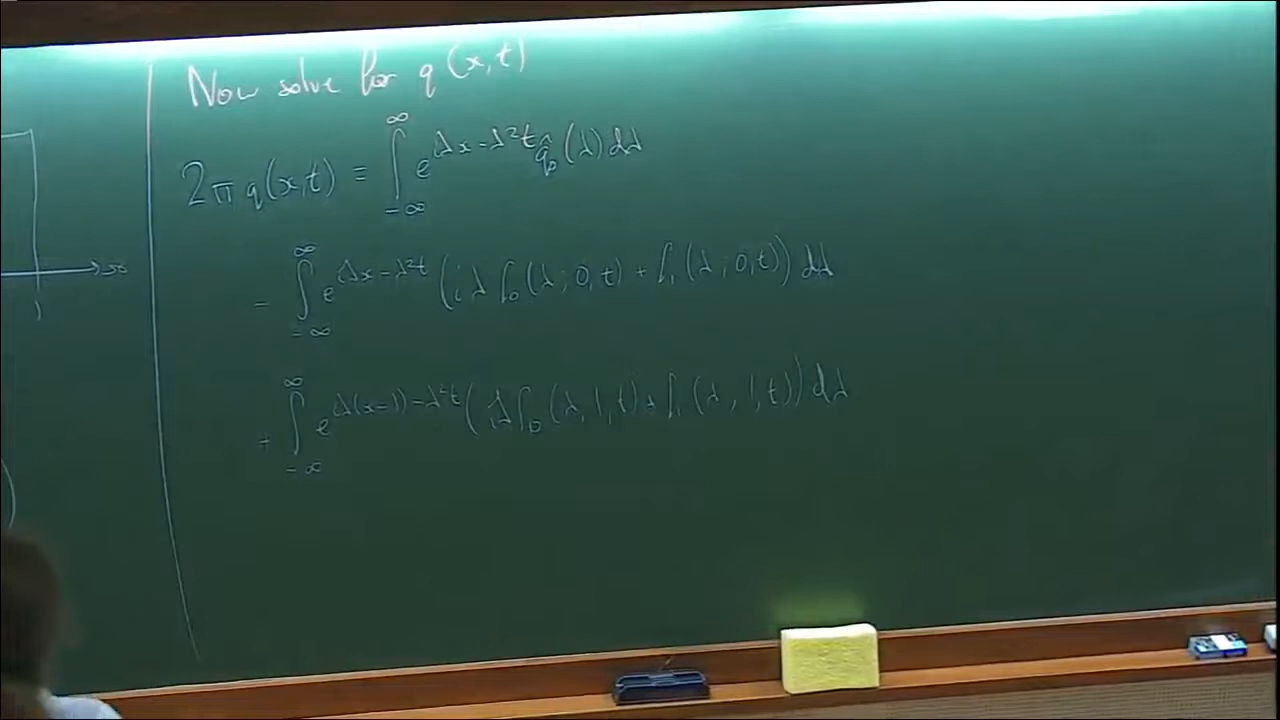 Now solve for q(x,t)
2π q(x,t) = ∫_{-∞}^{∞} e^{iλx-λ²t} q̂₀(λ) dλ
- ∫_{-∞}^{∞} e^{iλx-λ²t} (iλ f₀(λ;0,t) + f₁(λ;0,t)) dλ
+ ∫_{-∞}^{∞} e^{iλ(x-1)-λ²t} (iλ f₀(λ,1,t) + f₁(λ,1,t)) dλ
1